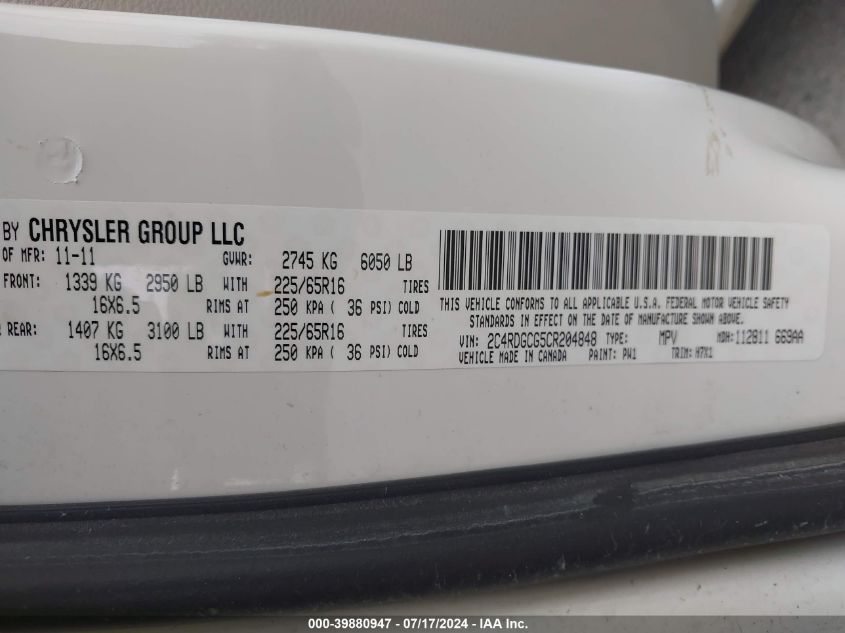 BY CHRYSLER GROUP LLC
OF MFR: 11-11 GVWR: 2745 KG 6050 LB
FRONT: 1339 KG 2950 LB WITH 225/65R16 TIRES
16X6.5 RIMS AT 250 KPA ( 36 PSI) COLD
REAR: 1407 KG 3100 LB WITH 225/65R16 TIRES
16X6.5 RIMS AT 250 KPA ( 36 PSI) COLD
THIS VEHICLE CONFORMS TO ALL APPLICABLE U.S.A. FEDERAL MOTOR VEHICLE SAFETY
STANDARDS IN EFFECT ON THE DATE OF MANUFACTURE SHOWN ABOVE.
VIN: 2C4RDGCG5CR204848 TYPE: MPV MDH: 112811 669AA
VEHICLE MADE IN CANADA PAINT: PW1 TRIM: H7X1
000-39880947 - 07/17/2024 - IAA Inc.